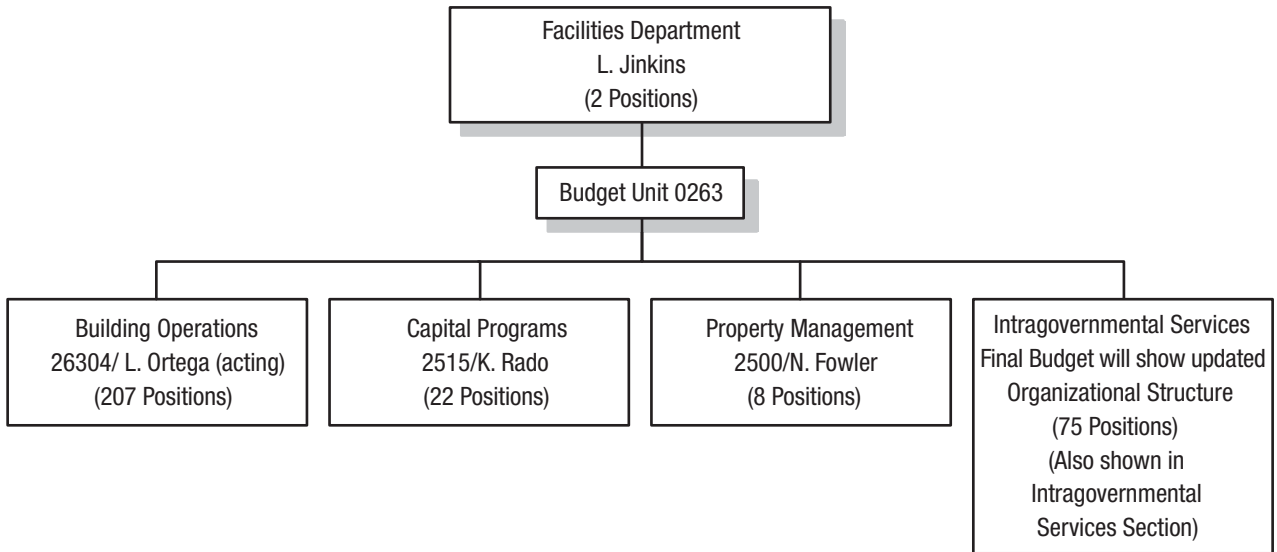 Facilities Department
L. Jinkins
(2 Positions)
Budget Unit 0263
Building Operations
26304/ L. Ortega (acting)
(207 Positions)
Capital Programs
2515/K. Rado
(22 Positions)
Property Management
2500/N. Fowler
(8 Positions)
Intragovernmental Services
Final Budget will show updated
Organizational Structure
(75 Positions)
(Also shown in
Intragovernmental
Services Section)